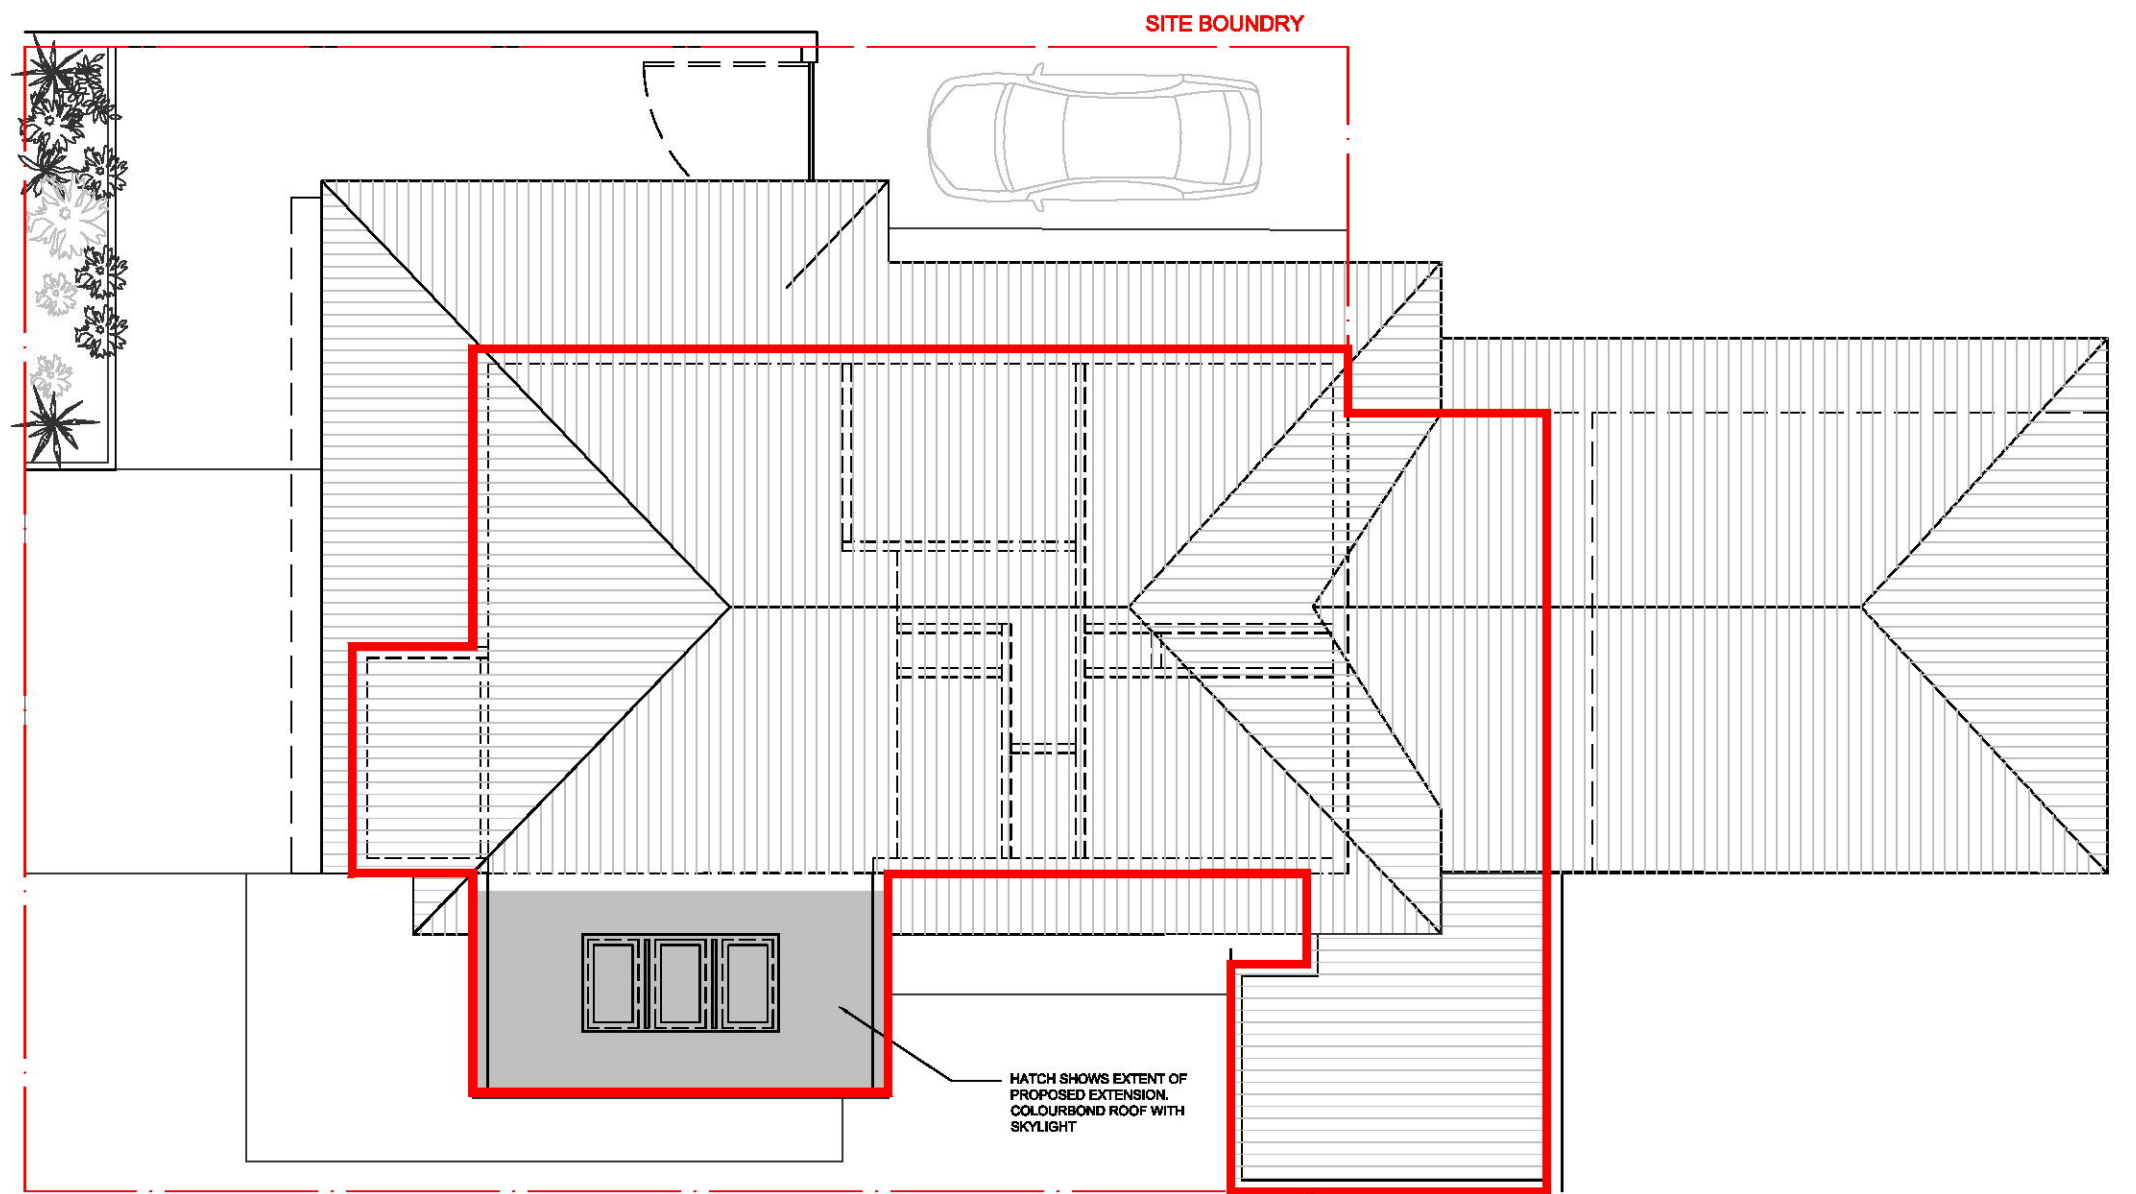 SITE BOUNDRY
HATCH SHOWS EXTENT OF
PROPOSED EXTENSION.
COLOURBOND ROOF WITH
SKYLIGHT